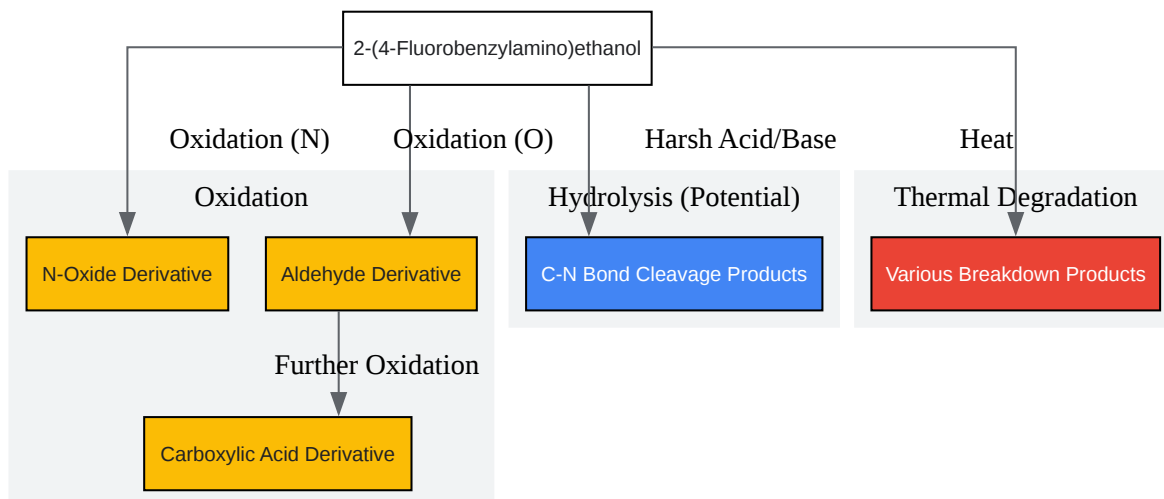 2-(4-Fluorobenzylamino)ethanol
Oxidation (N)
Oxidation (O)
Harsh Acid/Base
Heat
Oxidation
Hydrolysis (Potential)
Thermal Degradation
N-Oxide Derivative
Aldehyde Derivative
C-N Bond Cleavage Products
Various Breakdown Products
Further Oxidation
Carboxylic Acid Derivative